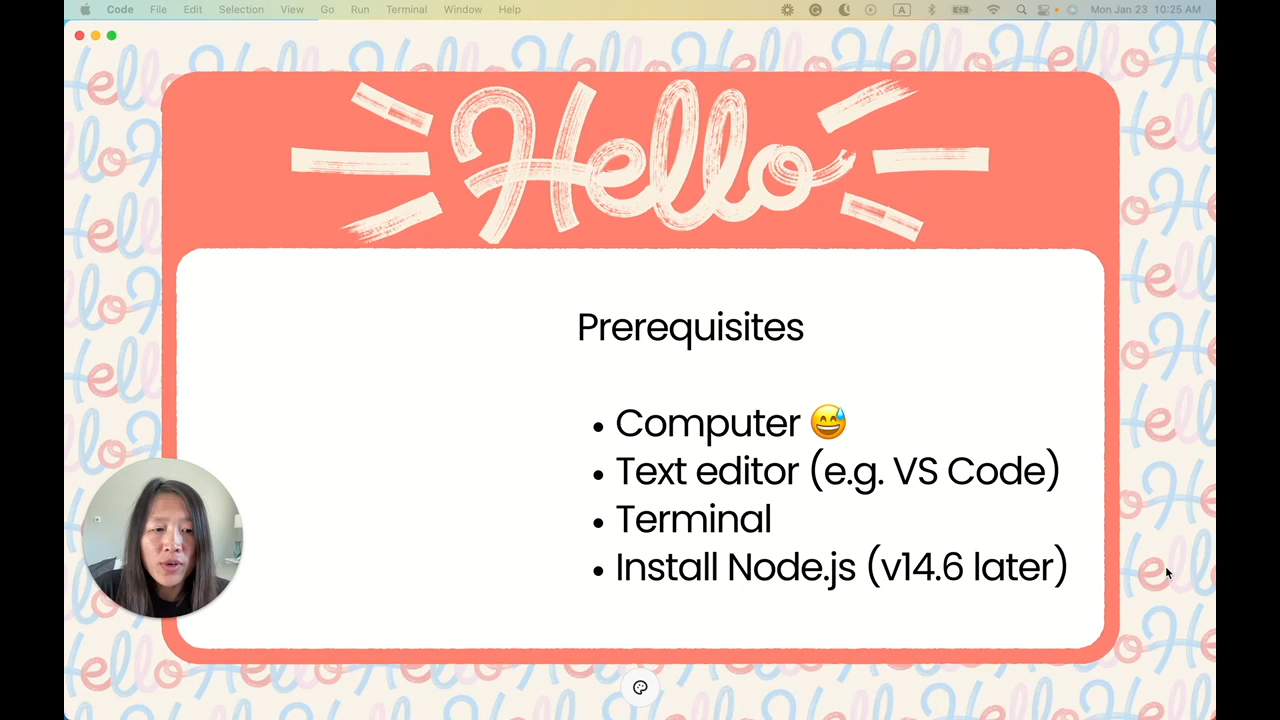 Code File Edit Selection View Go Run Terminal Window Help A Mon Jan 23 10:25 AM
Hello
Prerequisites
• Computer 😅
• Text editor (e.g. VS Code)
• Terminal
• Install Node.js (v14.6 later)